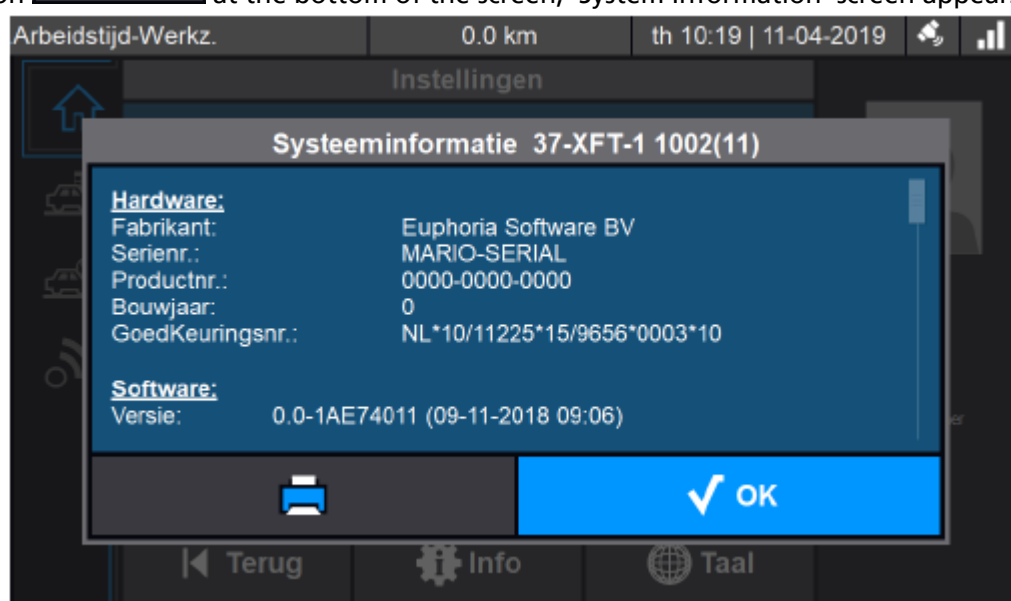 on at the bottom of the screen, "System information" screen appear
Arbeidstijd-Werkz. 0.0 km th 10:19 | 11-04-2019
Instellingen
Systeeminformatie 37-XFT-1 1002(11)
Hardware:
Fabrikant: Euphoria Software BV
Serienr.: MARIO-SERIAL
Productnr.: 0000-0000-0000
Bouwjaar: 0
GoedKeuringsnr.: NL*10/11225*15/9656*0003*10
Software:
Versie: 0.0-1AE74011 (09-11-2018 09:06)
OK
Terug Info Taal